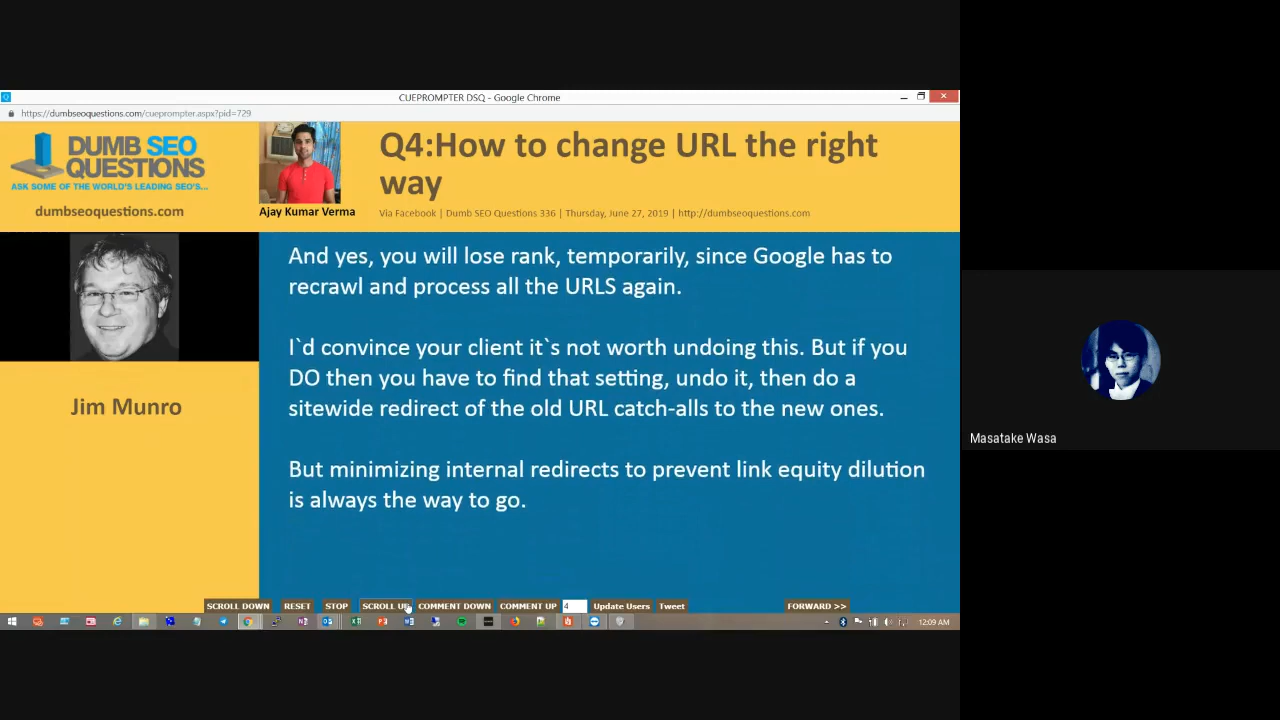 CUEPROMPTER DSQ - Google Chrome
https://dumbseoquestions.com/cueprompter.aspx?pid=729
DUMB SEO
QUESTIONS
ASK SOME OF THE WORLD'S LEADING SEO'S...
dumbseoquestions.com
Ajay Kumar Verma
Q4:How to change URL the right
way
Via Facebook | Dumb SEO Questions 336 | Thursday, June 27, 2019 | http://dumbseoquestions.com
Jim Munro
And yes, you will lose rank, temporarily, since Google has to
recrawl and process all the URLS again.
I`d convince your client it`s not worth undoing this. But if you
DO then you have to find that setting, undo it, then do a
sitewide redirect of the old URL catch-alls to the new ones.
But minimizing internal redirects to prevent link equity dilution
is always the way to go.
SCROLL DOWN RESET STOP SCROLL UP COMMENT DOWN COMMENT UP 4 Update Users Tweet FORWARD >>
12:09 AM
Masatake Wasa